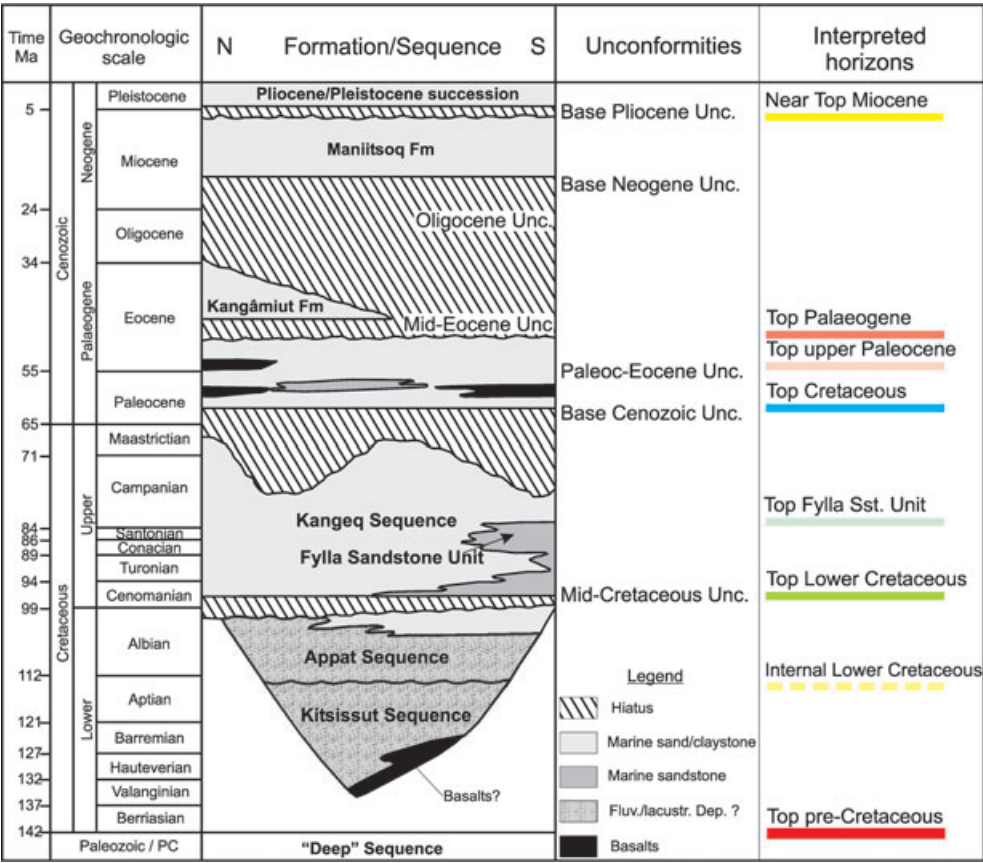 Time
Ma
Geochronologic
scale
N Formation/Sequence S
Unconformities
Interpreted
horizons
5
24
34
55
65
71
84
86
89
94
99
112
121
127
132
137
142
Cenozoic
Cretaceous
Neogene
Palaeogene
Upper
Lower
Pleistocene
Miocene
Oligocene
Eocene
Paleocene
Maastrictian
Campanian
Santonian
Conacian
Turonian
Cenomanian
Albian
Aptian
Barremian
Hauteverian
Valanginian
Berriasian
Paleozoic / PC
Pliocene/Pleistocene succession
Maniitsoq Fm
Oligocene Unc.
Kangâmiut Fm
Mid-Eocene Unc
Kangeq Sequence
Fylla Sandstone Unit
Appat Sequence
Kitsissut Sequence
Basalts?
"Deep" Sequence
Base Pliocene Unc.
Base Neogene Unc.
Paleoc-Eocene Unc.
Base Cenozoic Unc.
Mid-Cretaceous Unc.
Legend
Hiatus
Marine sand/claystone
Marine sandstone
Fluv./lacustr. Dep. ?
Basalts
Near Top Miocene
Top Palaeogene
Top upper Paleocene
Top Cretaceous
Top Fylla Sst. Unit
Top Lower Cretaceous
Internal Lower Cretaceous
Top pre-Cretaceous